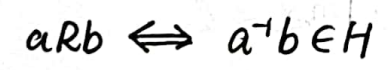 aRb ⟺ a⁻¹b ∈ H